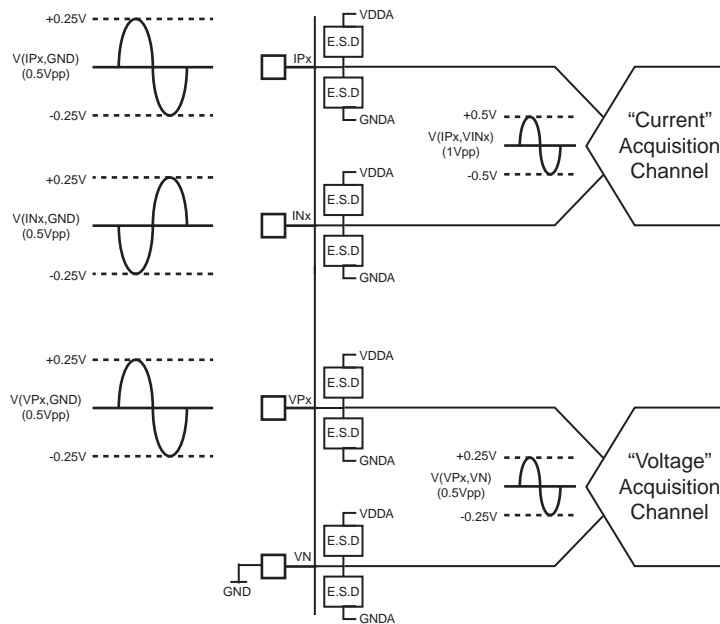 +0.25V
V(IPx,GND)
(0.5Vpp)
-0.25V
IPx
VDDA
E.S.D
E.S.D
GNDA
+0.25V
V(INx,GND)
(0.5Vpp)
-0.25V
INx
VDDA
E.S.D
E.S.D
GNDA
+0.5V
V(IPx,VINx)
(1Vpp)
-0.5V
“Current”
Acquisition
Channel
+0.25V
V(VPx,GND)
(0.5Vpp)
-0.25V
VPx
VDDA
E.S.D
E.S.D
GNDA
GND
VN
VDDA
E.S.D
E.S.D
GNDA
+0.25V
V(VPx,VN)
(0.5Vpp)
-0.25V
“Voltage”
Acquisition
Channel